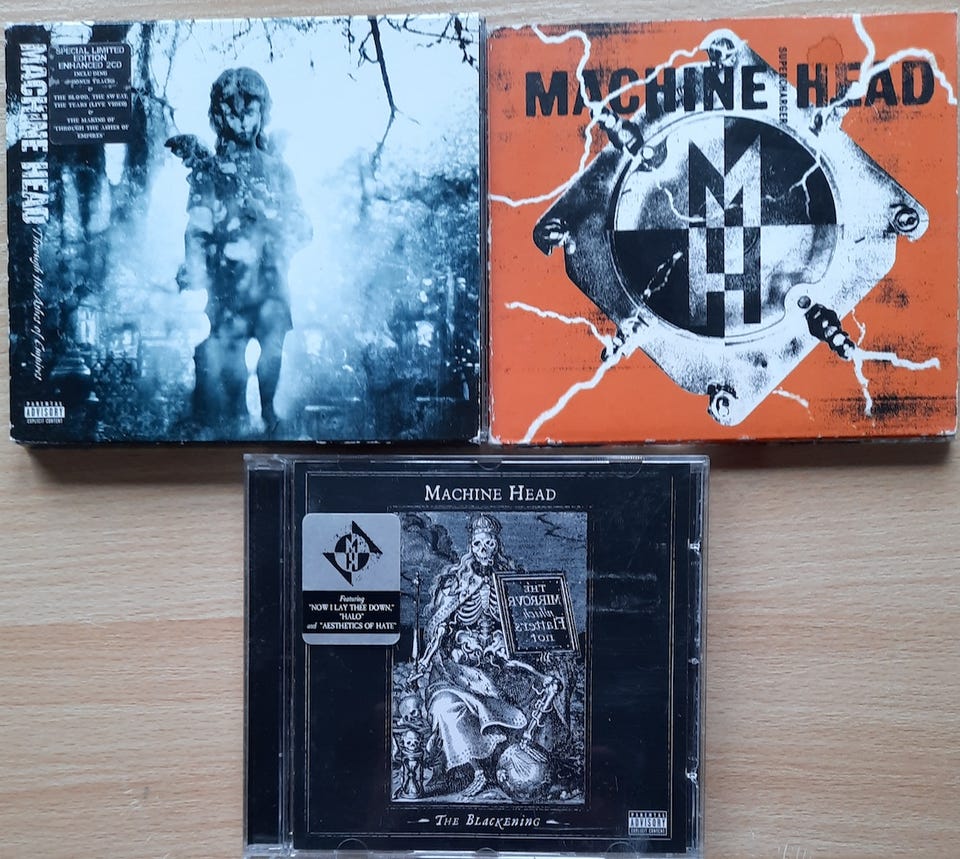 MACHINE HEAD
Through the Ashes of Empires
SPECIAL LIMITED
EDITION
ENHANCED 2CD
INCLUDING
BONUS TRACKS
&
THE BLOOD, THE SWEAT,
THE TEARS (LIVE VIDEO)
&
THE MAKING OF
'THROUGH THE ASHES OF
EMPIRES'
PARENTAL
ADVISORY
EXPLICIT CONTENT
MACHINE HEAD
SUPERCHARGER
MH
MACHINE HEAD
MH
Featuring
"NOW I LAY THEE DOWN,"
"HALO"
and "AESTHETICS OF HATE"
THE
MIRROVR
which
Flatters
not
THE BLACKENING
PARENTAL
ADVISORY
EXPLICIT CONTENT